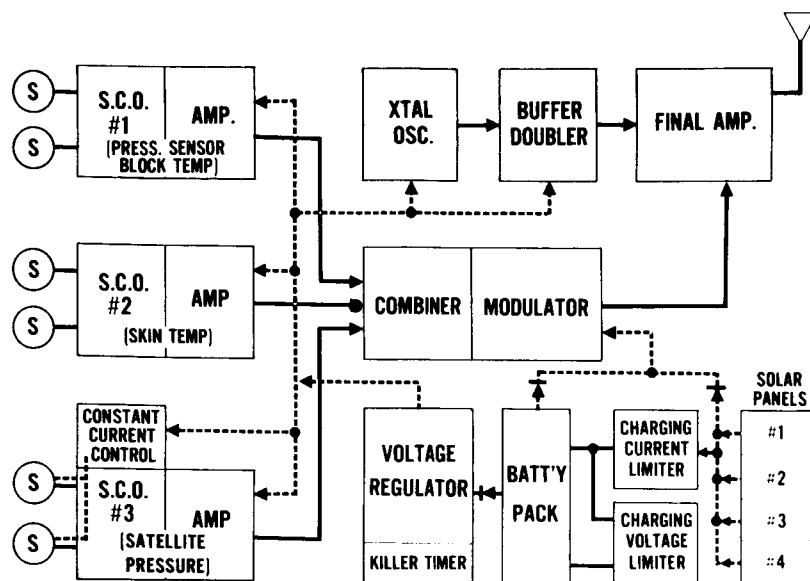 S
S
S.C.O.
#1
(PRESS. SENSOR
BLOCK TEMP)
AMP.
XTAL
OSC.
BUFFER
DOUBLER
FINAL AMP.
S
S
S.C.O.
#2
(SKIN TEMP)
AMP
COMBINER
MODULATOR
CONSTANT
CURRENT
CONTROL
S
S
S.C.O.
#3
(SATELLITE
PRESSURE)
AMP
VOLTAGE
REGULATOR
KILLER TIMER
BATT'Y
PACK
CHARGING
CURRENT
LIMITER
CHARGING
VOLTAGE
LIMITER
SOLAR
PANELS
#1
#2
#3
#4